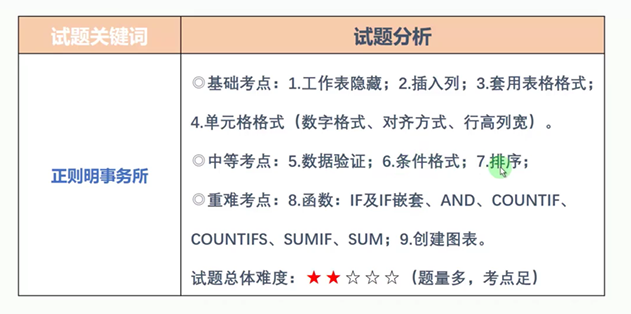 试题关键词
试题分析
正则明事务所
◎基础考点：1.工作表隐藏；2.插入列；3.套用表格格式；
4.单元格格式（数字格式、对齐方式、行高列宽）。
◎中等考点：5.数据验证；6.条件格式；7.排序；
◎重难考点：8.函数：IF及IF嵌套、AND、COUNTIF、
COUNTIFS、SUMIF、SUM；9.创建图表。
试题总体难度：★★☆☆☆（题量多，考点足）